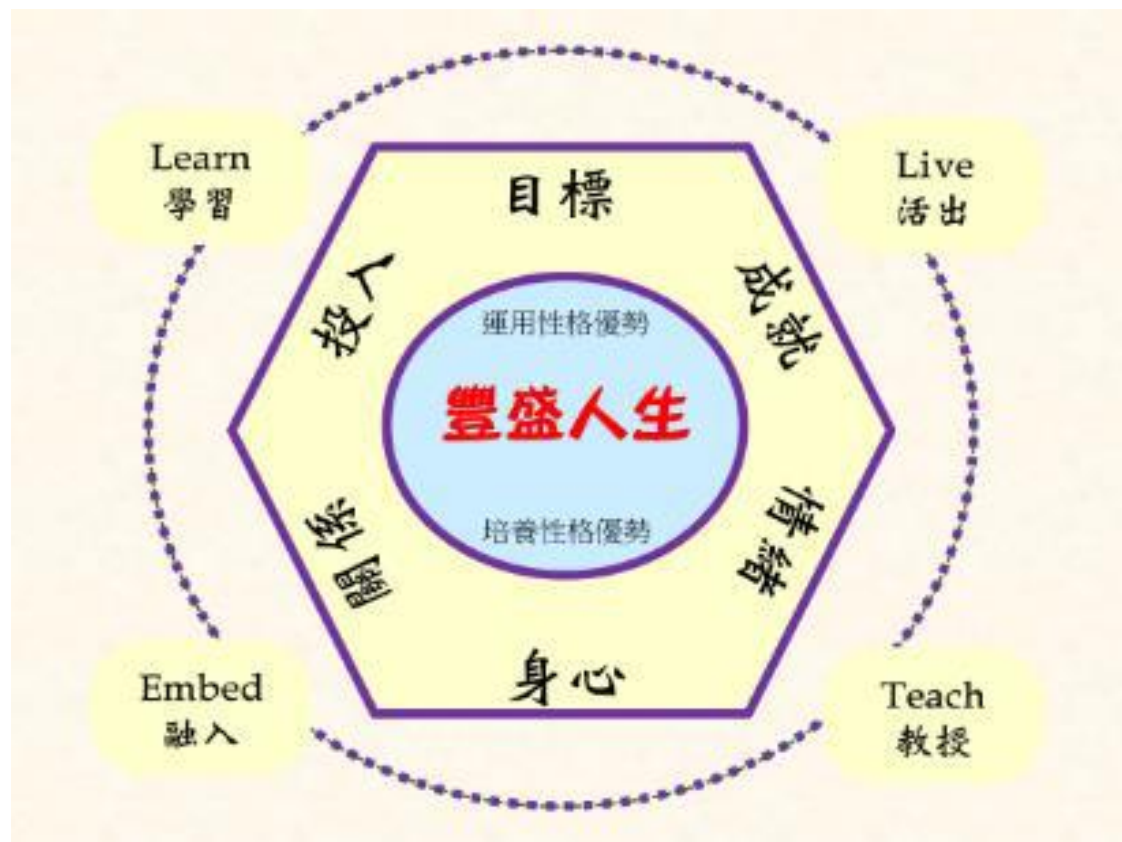 Learn
學習
Live
活出
目標
投入
成就
運用性格優勢
豐盛人生
培養性格優勢
關係
情緒
身心
Embed
融入
Teach
教授